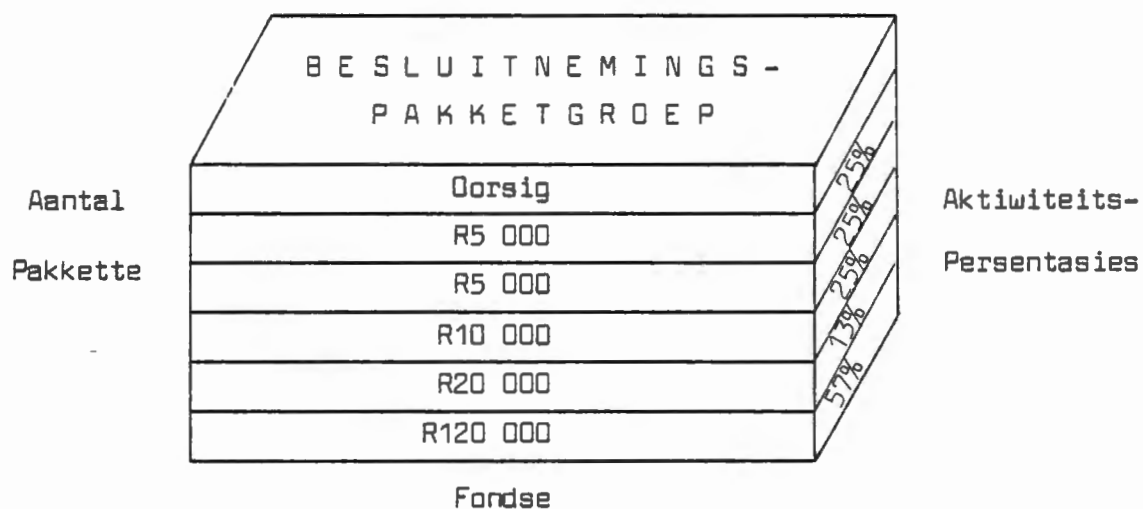 BESLUITNEMINGS-
PAKKETGROEP
Aantal
Pakkette
Oorsig
R5 000
R5 000
R10 000
R20 000
R120 000
25%
25%
25%
13%
57%
Aktiwiteits-
Persentasies
Fondse